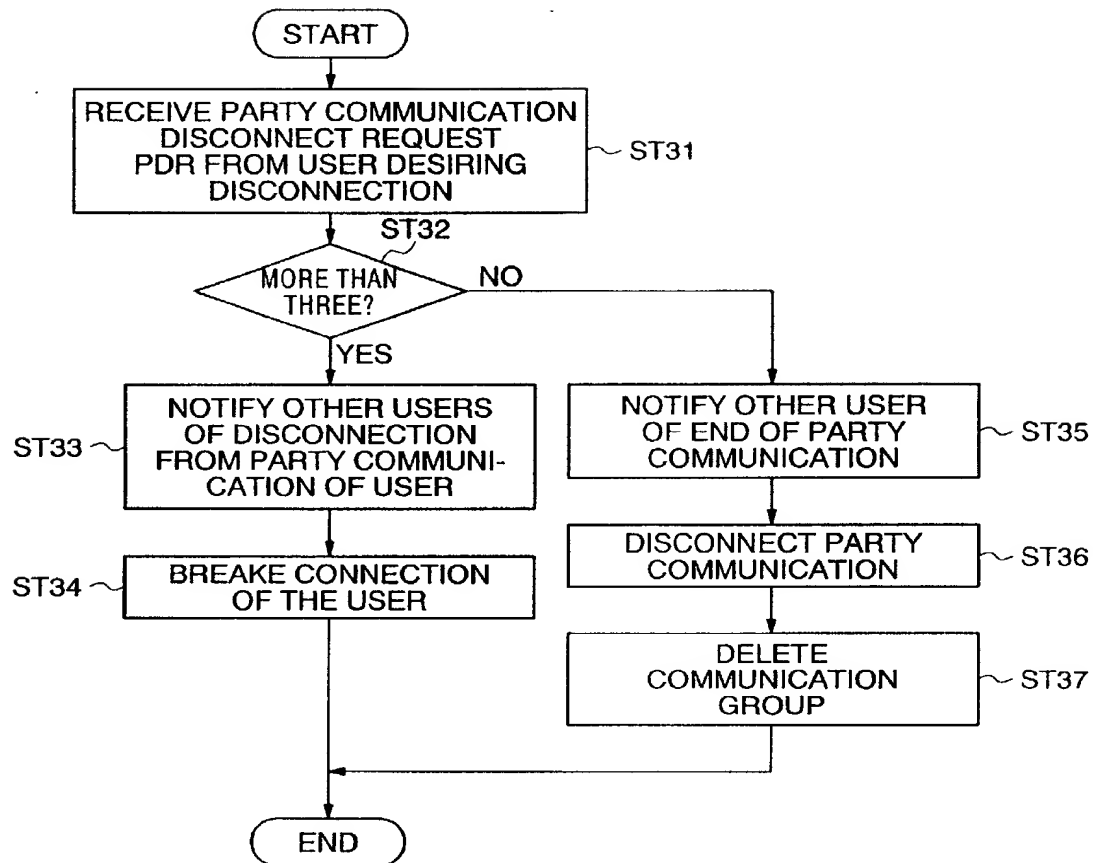 START
RECEIVE PARTY COMMUNICATION
DISCONNECT REQUEST
PDR FROM USER DESIRING
DISCONNECTION
ST31
ST32
MORE THAN
THREE?
NO
YES
NOTIFY OTHER USERS
OF DISCONNECTION
FROM PARTY COMMUNI-
CATION OF USER
ST33
NOTIFY OTHER USER
OF END OF PARTY
COMMUNICATION
ST35
BREAKE CONNECTION
OF THE USER
ST34
DISCONNECT PARTY
COMMUNICATION
ST36
DELETE
COMMUNICATION
GROUP
ST37
END